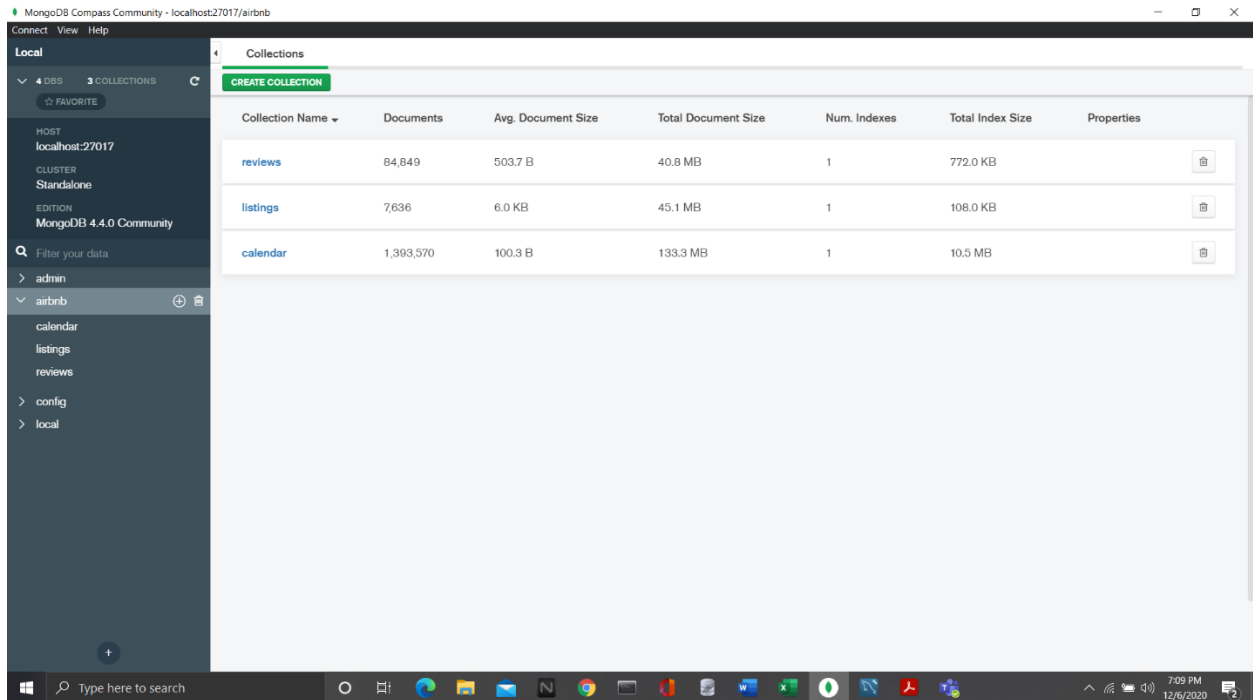 MongoDB Compass Community - localhost:27017/airbnb
Connect View Help
Local
4 DBS 3 COLLECTIONS
☆ FAVORITE
HOST
localhost:27017
CLUSTER
Standalone
EDITION
MongoDB 4.4.0 Community
Filter your data
admin
airbnb
calendar
listings
reviews
config
local
Collections
CREATE COLLECTION
Collection Name Documents Avg. Document Size Total Document Size Num. Indexes Total Index Size Properties
reviews 84,849 503.7 B 40.8 MB 1 772.0 KB
listings 7,636 6.0 KB 45.1 MB 1 108.0 KB
calendar 1,393,570 100.3 B 133.3 MB 1 10.5 MB
Type here to search
7:09 PM
12/6/2020